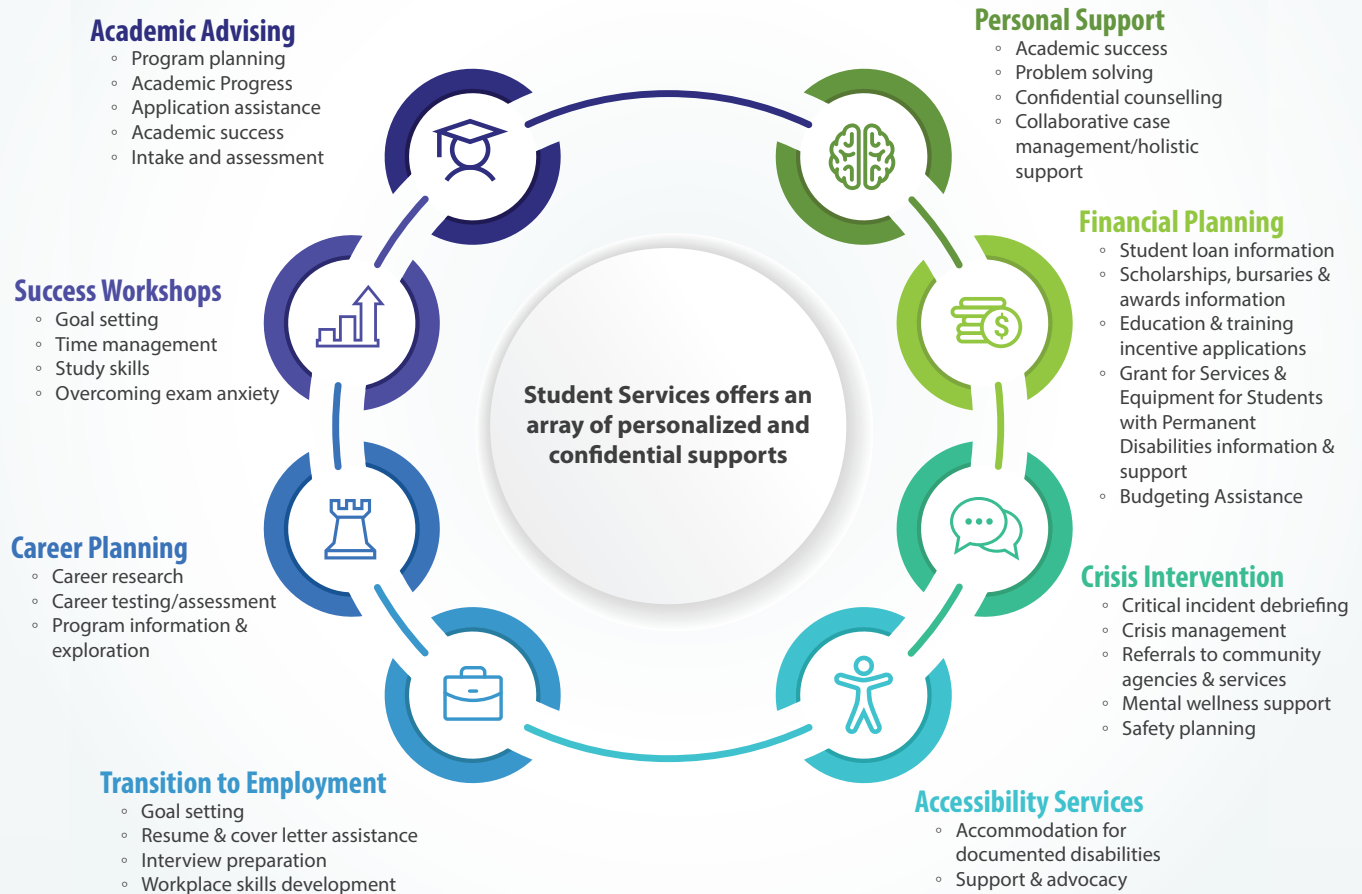 Academic Advising
◦ Program planning
◦ Academic Progress
◦ Application assistance
◦ Academic success
◦ Intake and assessment
Personal Support
◦ Academic success
◦ Problem solving
◦ Confidential counselling
◦ Collaborative case
management/holistic
support
Success Workshops
◦ Goal setting
◦ Time management
◦ Study skills
◦ Overcoming exam anxiety
Financial Planning
◦ Student loan information
◦ Scholarships, bursaries &
awards information
◦ Education & training
incentive applications
◦ Grant for Services &
Equipment for Students
with Permanent
Disabilities information &
support
◦ Budgeting Assistance
$
Student Services offers an
array of personalized and
confidential supports
Career Planning
◦ Career research
◦ Career testing/assessment
◦ Program information &
exploration
Crisis Intervention
◦ Critical incident debriefing
◦ Crisis management
◦ Referrals to community
agencies & services
◦ Mental wellness support
◦ Safety planning
Transition to Employment
◦ Goal setting
◦ Resume & cover letter assistance
◦ Interview preparation
◦ Workplace skills development
Accessibility Services
◦ Accommodation for
documented disabilities
◦ Support & advocacy